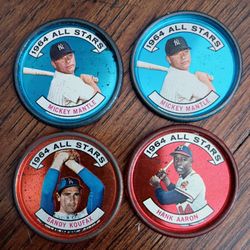 1964 ALL STARS
MICKEY MANTLE
1964 ALL STARS
MICKEY MANTLE
1964 ALL STARS
SANDY KOUFAX
1964 ALL STARS
HANK AARON